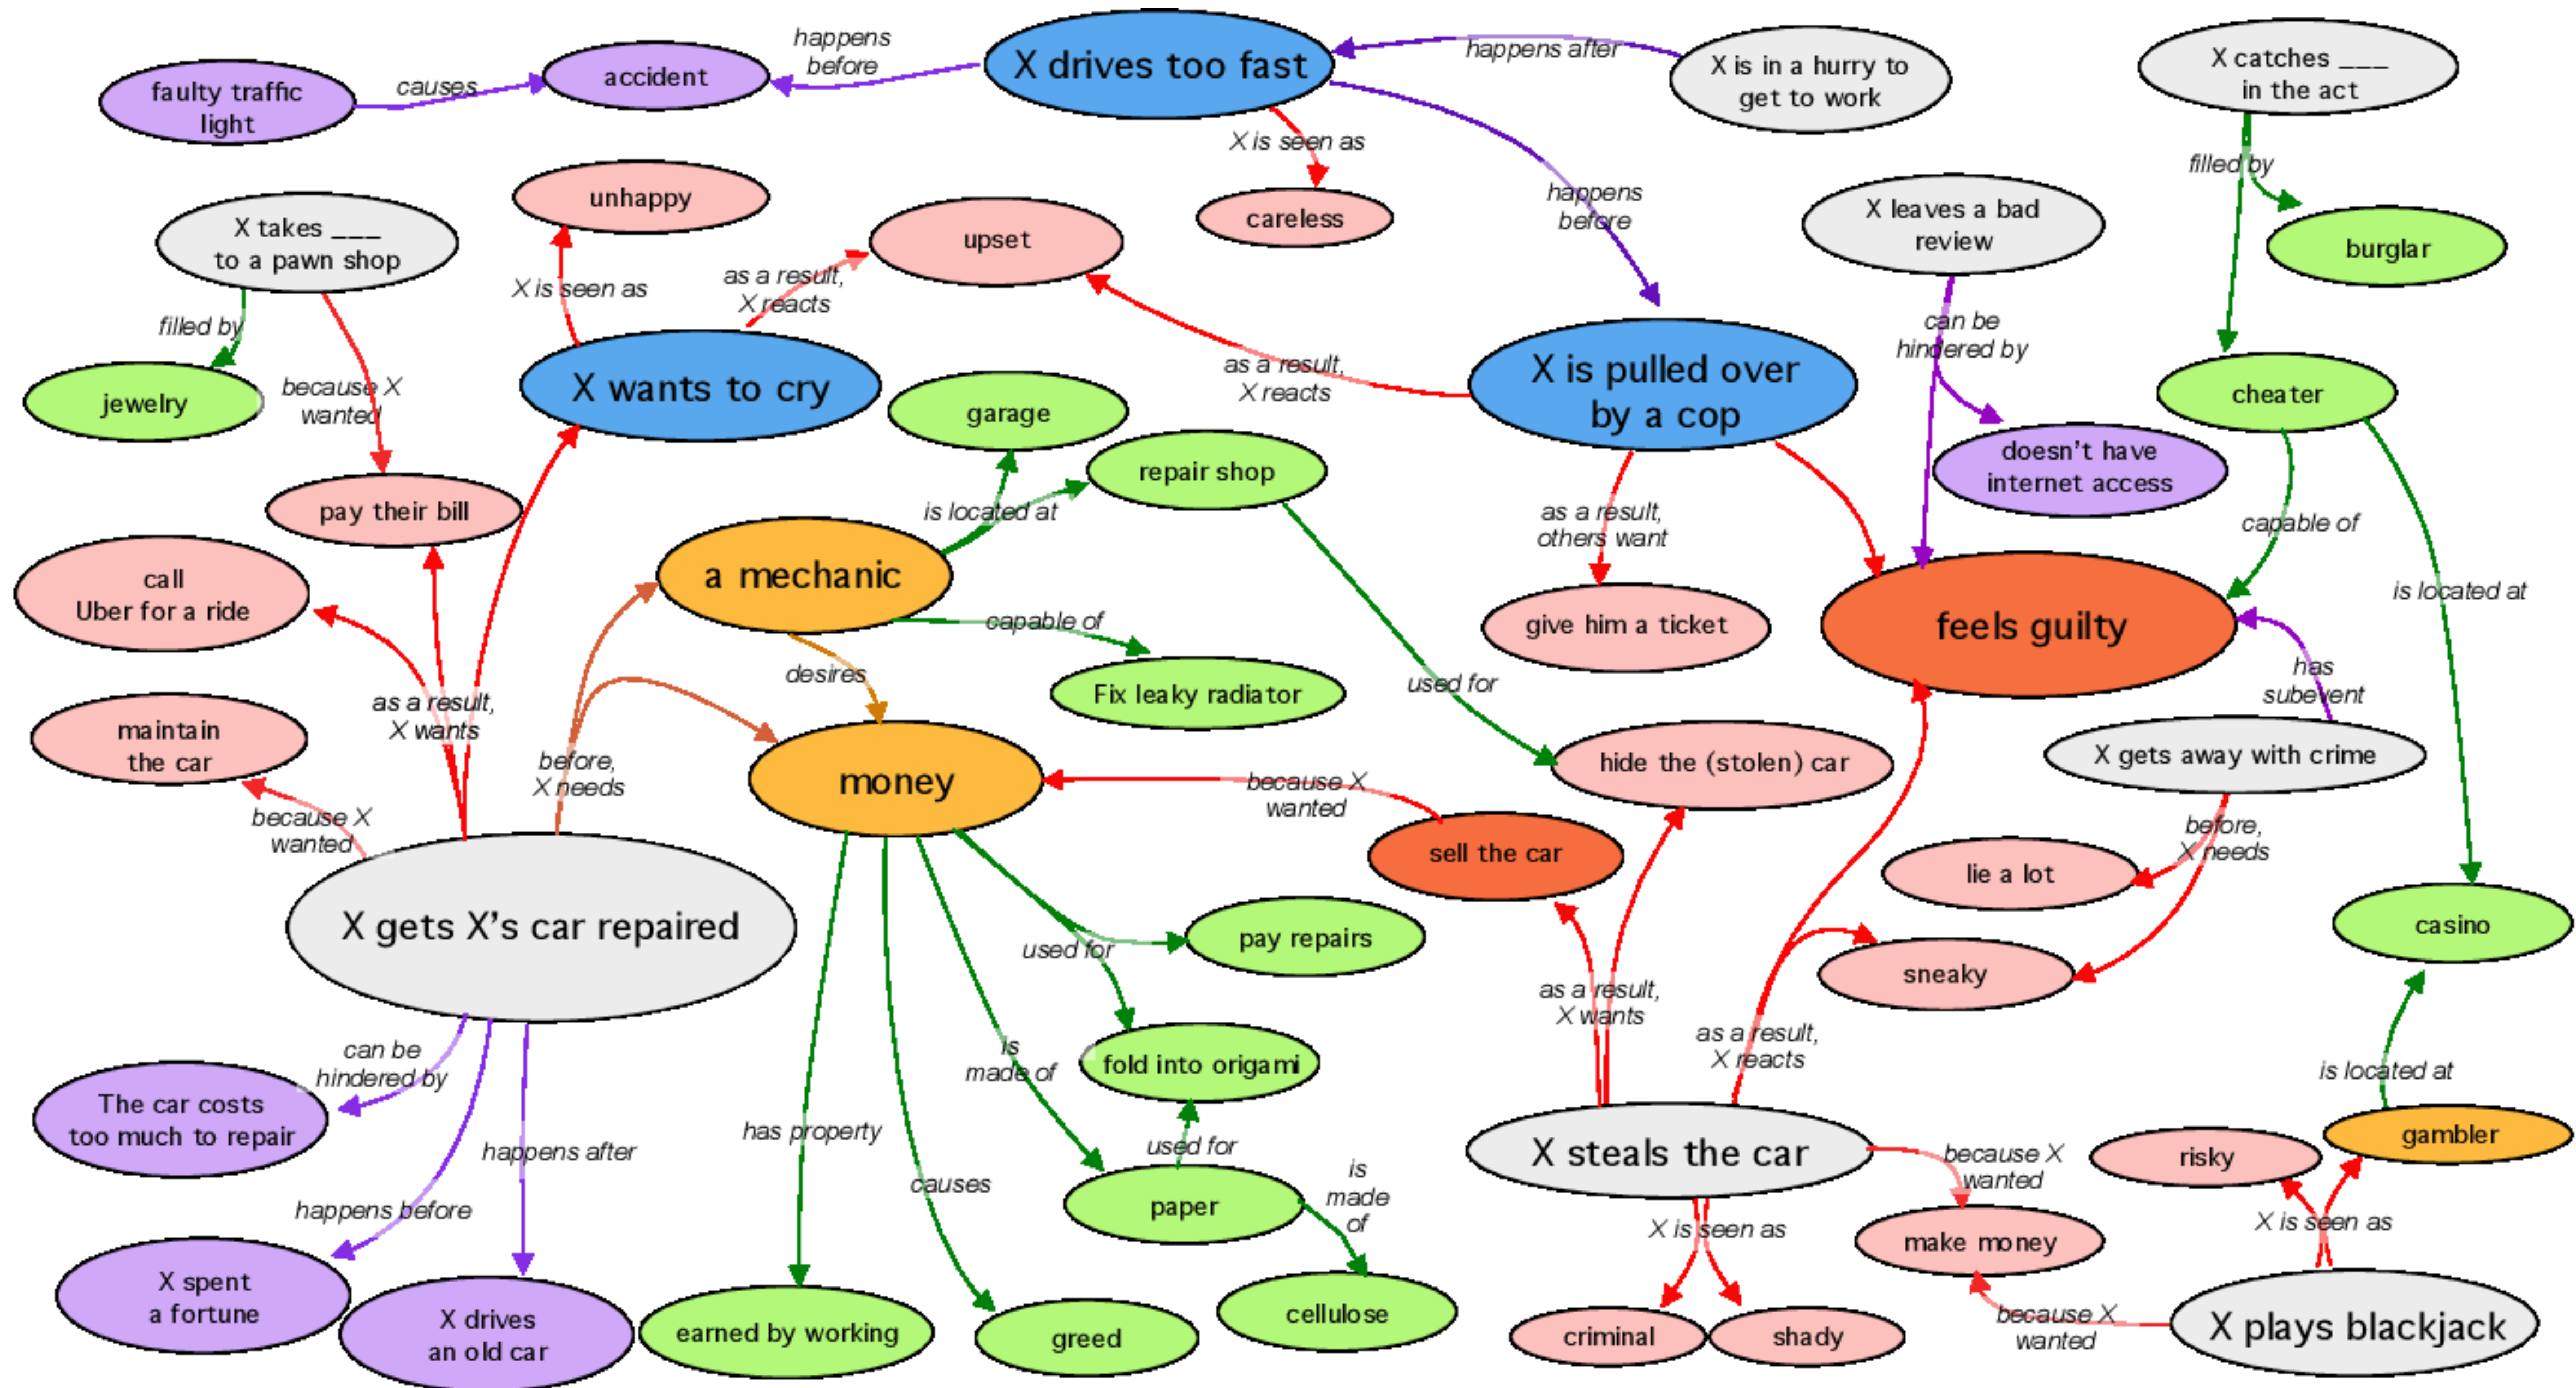 happens
before
X drives too fast
happens after
X is in a hurry to
get to work
X catches ___
in the act
faulty traffic
light
causes
accident
X is seen as
careless
happens
before
filled by
burglar
X leaves a bad
review
X takes ___
to a pawn shop
unhappy
upset
X is seen as
as a result,
X reacts
filled by
jewelry
because X
wanted
X wants to cry
garage
as a result,
X reacts
X is pulled over
by a cop
can be
hindered by
cheater
doesn't have
internet access
pay their bill
is located at
repair shop
as a result,
others want
capable of
call
Uber for a ride
a mechanic
capable of
give him a ticket
feels guilty
is located at
maintain
the car
as a result,
X wants
desires
Fix leaky radiator
used for
has
subevent
before,
X needs
money
because X
wanted
hide the (stolen) car
X gets away with crime
because X
wanted
sell the car
before,
X needs
lie a lot
X gets X's car repaired
used for
pay repairs
sneaky
casino
as a result,
X wants
as a result,
X reacts
can be
hindered by
The car costs
too much to repair
is
made of
fold into origami
is located at
has property
used for
is
made
of
X steals the car
because X
wanted
risky
gambler
happens after
causes
paper
happens before
X is seen as
make money
X is seen as
X spent
a fortune
X drives
an old car
earned by working
greed
cellulose
criminal
shady
because X
wanted
X plays blackjack